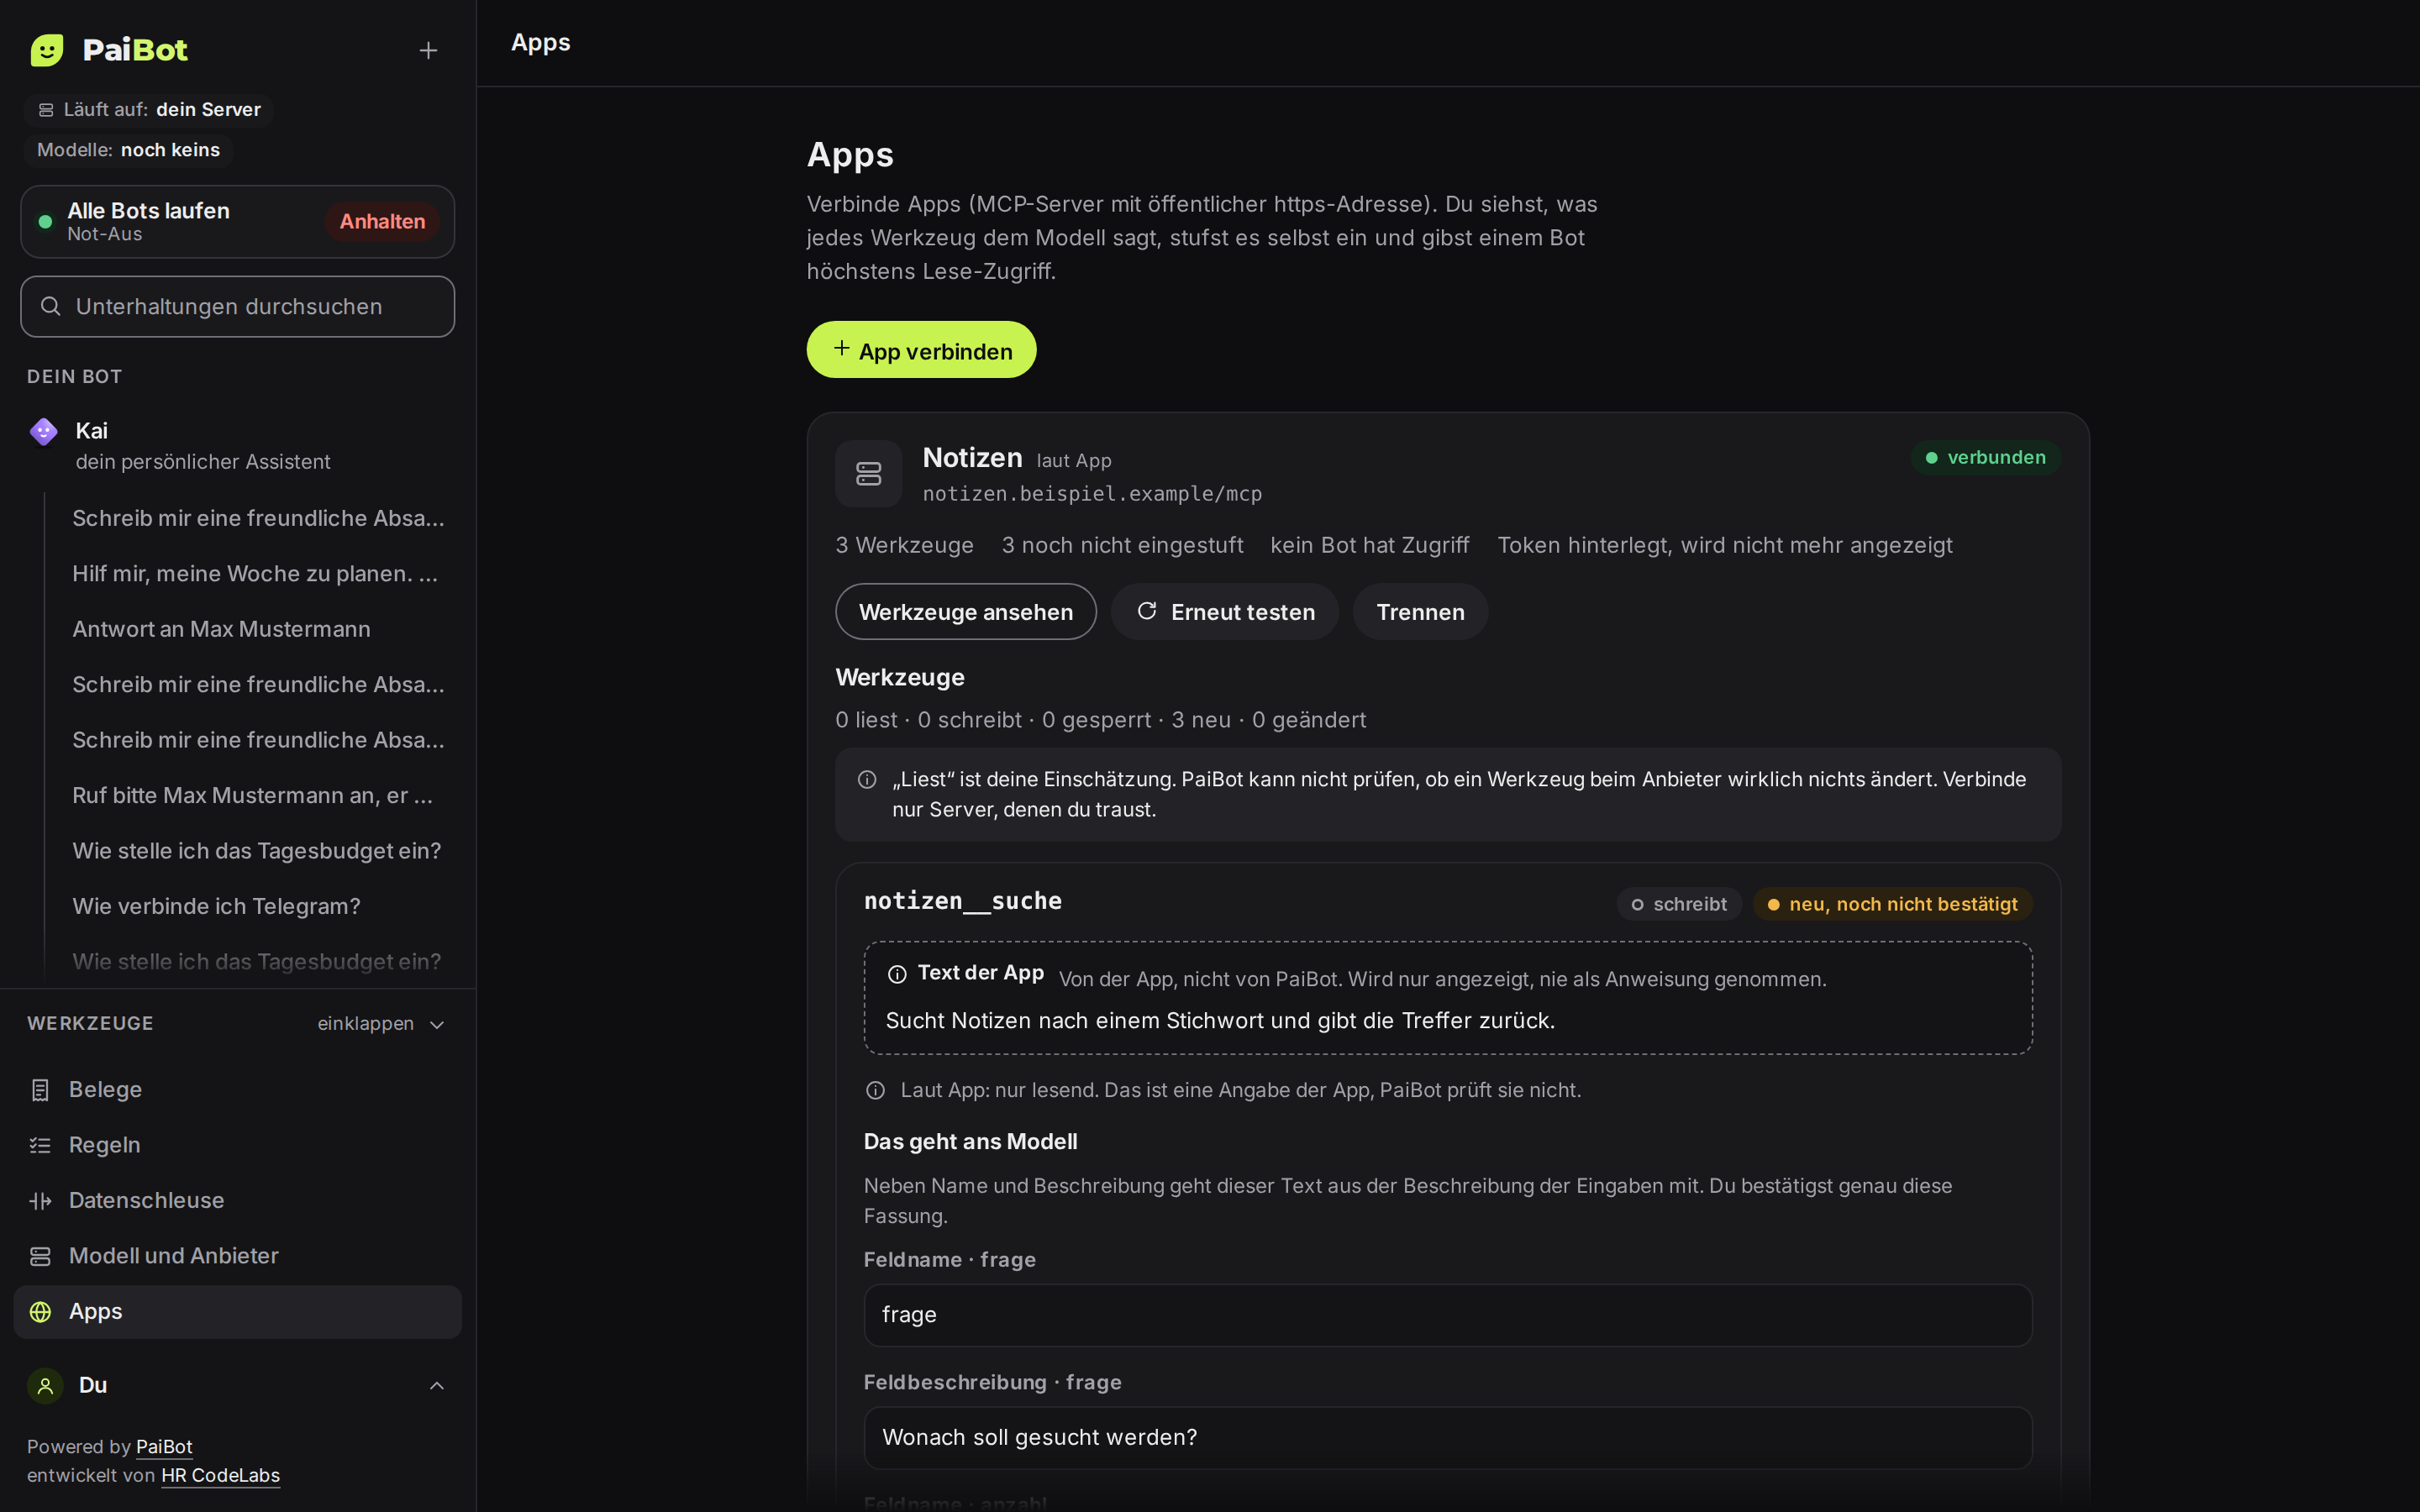 PaiBot
Läuft auf: dein Server
Modelle: noch keins
Alle Bots laufen
Not-Aus
Anhalten
Unterhaltungen durchsuchen
DEIN BOT
Kai
dein persönlicher Assistent
Schreib mir eine freundliche Absa...
Hilf mir, meine Woche zu planen. ...
Antwort an Max Mustermann
Schreib mir eine freundliche Absa...
Schreib mir eine freundliche Absa...
Ruf bitte Max Mustermann an, er ...
Wie stelle ich das Tagesbudget ein?
Wie verbinde ich Telegram?
Wie stelle ich das Tagesbudget ein?
WERKZEUGE
einklappen
Belege
Regeln
Datenschleuse
Modell und Anbieter
Apps
Du
Powered by PaiBot
entwickelt von HR CodeLabs
Apps
Apps
Verbinde Apps (MCP-Server mit öffentlicher https-Adresse). Du siehst, was
jedes Werkzeug dem Modell sagt, stufst es selbst ein und gibst einem Bot
höchstens Lese-Zugriff.
App verbinden
Notizen laut App
verbunden
notizen.beispiel.example/mcp
3 Werkzeuge 3 noch nicht eingestuft kein Bot hat Zugriff Token hinterlegt, wird nicht mehr angezeigt
Werkzeuge ansehen
Erneut testen
Trennen
Werkzeuge
0 liest · 0 schreibt · 0 gesperrt · 3 neu · 0 geändert
„Liest“ ist deine Einschätzung. PaiBot kann nicht prüfen, ob ein Werkzeug beim Anbieter wirklich nichts ändert. Verbinde
nur Server, denen du traust.
notizen__suche
schreibt
neu, noch nicht bestätigt
Text der App Von der App, nicht von PaiBot. Wird nur angezeigt, nie als Anweisung genommen.
Sucht Notizen nach einem Stichwort und gibt die Treffer zurück.
Laut App: nur lesend. Das ist eine Angabe der App, PaiBot prüft sie nicht.
Das geht ans Modell
Neben Name und Beschreibung geht dieser Text aus der Beschreibung der Eingaben mit. Du bestätigst genau diese
Fassung.
Feldname · frage
frage
Feldbeschreibung · frage
Wonach soll gesucht werden?
Feldname · anzahl